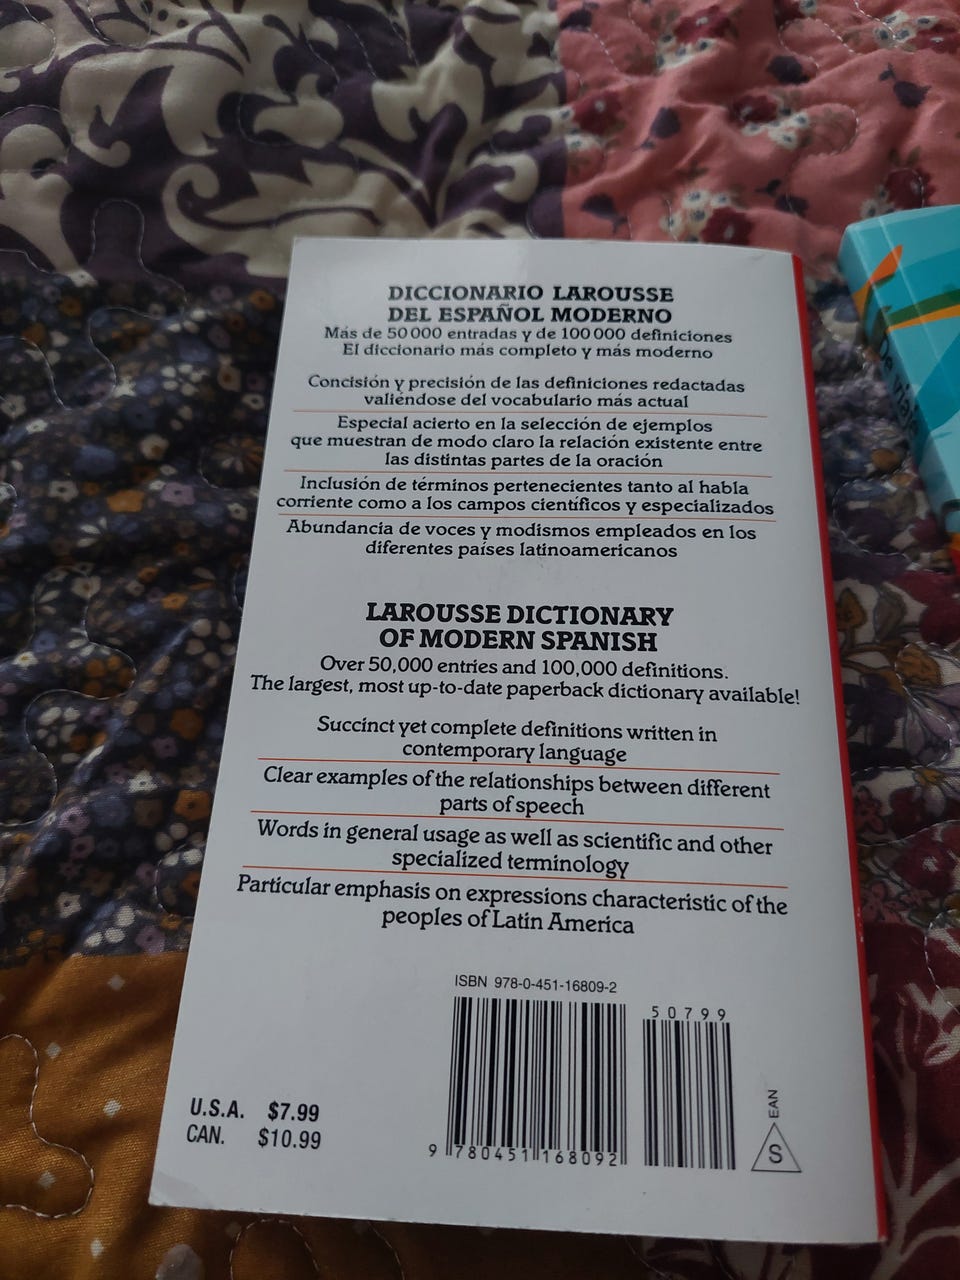 DICCIONARIO LAROUSSE
DEL ESPAÑOL MODERNO
Más de 50 000 entradas y de 100 000 definiciones
El diccionario más completo y más moderno
Concisión y precisión de las definiciones redactadas
valiéndose del vocabulario más actual
Especial acierto en la selección de ejemplos
que muestran de modo claro la relación existente entre
las distintas partes de la oración
Inclusión de términos pertenecientes tanto al habla
corriente como a los campos científicos y especializados
Abundancia de voces y modismos empleados en los
diferentes países latinoamericanos
LAROUSSE DICTIONARY
OF MODERN SPANISH
Over 50,000 entries and 100,000 definitions.
The largest, most up-to-date paperback dictionary available!
Succinct yet complete definitions written in
contemporary language
Clear examples of the relationships between different
parts of speech
Words in general usage as well as scientific and other
specialized terminology
Particular emphasis on expressions characteristic of the
peoples of Latin America
ISBN 978-0-451-16809-2
50799
9 780451 168092
EAN
S
U.S.A. $7.99
CAN. $10.99